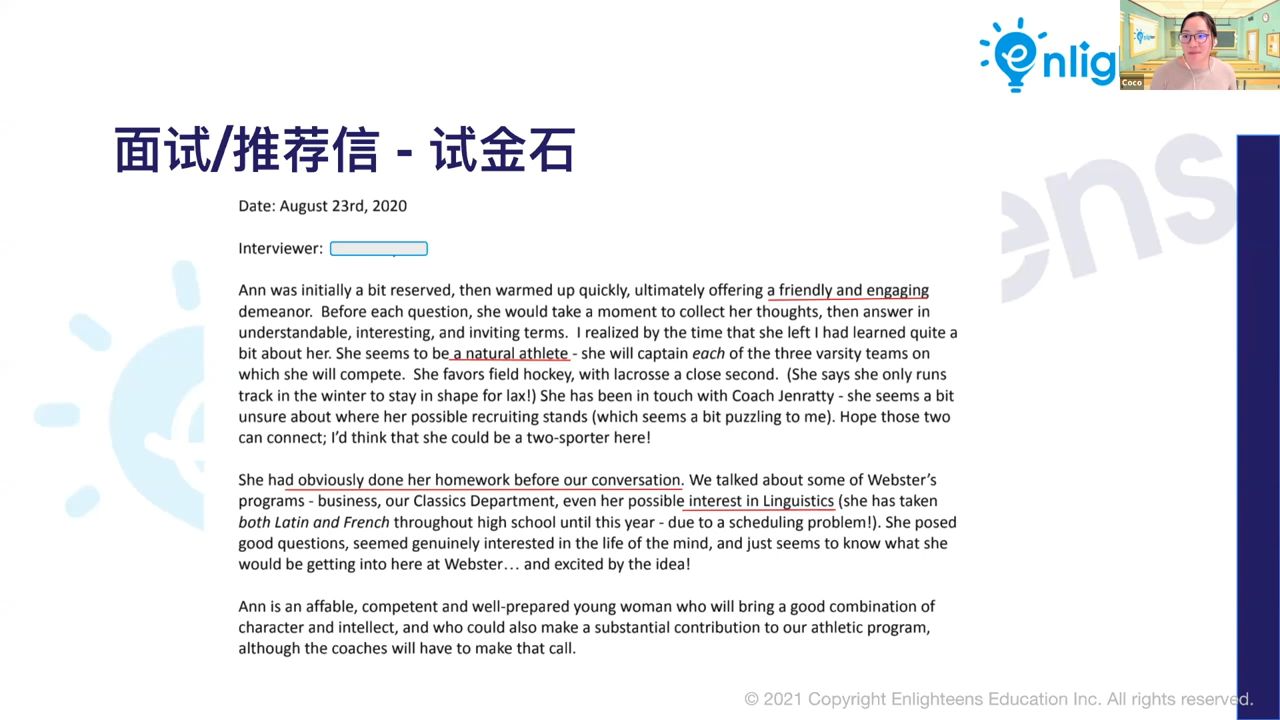 enlig
Coco
面试/推荐信 - 试金石
ens
Date: August 23rd, 2020
Interviewer:
Ann was initially a bit reserved, then warmed up quickly, ultimately offering a friendly and engaging
demeanor. Before each question, she would take a moment to collect her thoughts, then answer in
understandable, interesting, and inviting terms. I realized by the time that she left I had learned quite a
bit about her. She seems to be a natural athlete - she will captain each of the three varsity teams on
which she will compete. She favors field hockey, with lacrosse a close second. (She says she only runs
track in the winter to stay in shape for lax!) She has been in touch with Coach Jenratty - she seems a bit
unsure about where her possible recruiting stands (which seems a bit puzzling to me). Hope those two
can connect; I'd think that she could be a two-sporter here!
She had obviously done her homework before our conversation. We talked about some of Webster's
programs - business, our Classics Department, even her possible interest in Linguistics (she has taken
both Latin and French throughout high school until this year - due to a scheduling problem!). She posed
good questions, seemed genuinely interested in the life of the mind, and just seems to know what she
would be getting into here at Webster… and excited by the idea!
Ann is an affable, competent and well-prepared young woman who will bring a good combination of
character and intellect, and who could also make a substantial contribution to our athletic program,
although the coaches will have to make that call.
© 2021 Copyright Enlighteens Education Inc. All rights reserved.